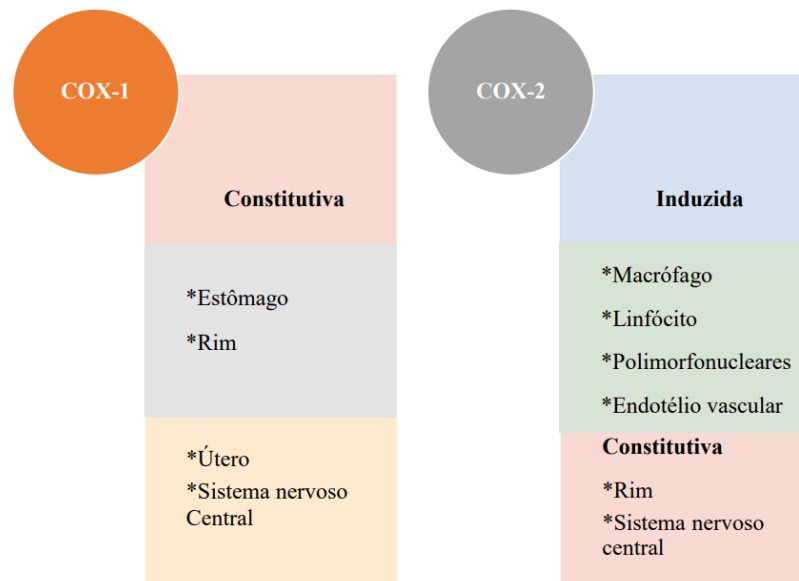 COX-1
Constitutiva
*Estômago
*Rim
*Útero
*Sistema nervoso
Central
COX-2
Induzida
*Macrófago
*Linfócito
*Polimorfonucleares
*Endotélio vascular
Constitutiva
*Rim
*Sistema nervoso
central